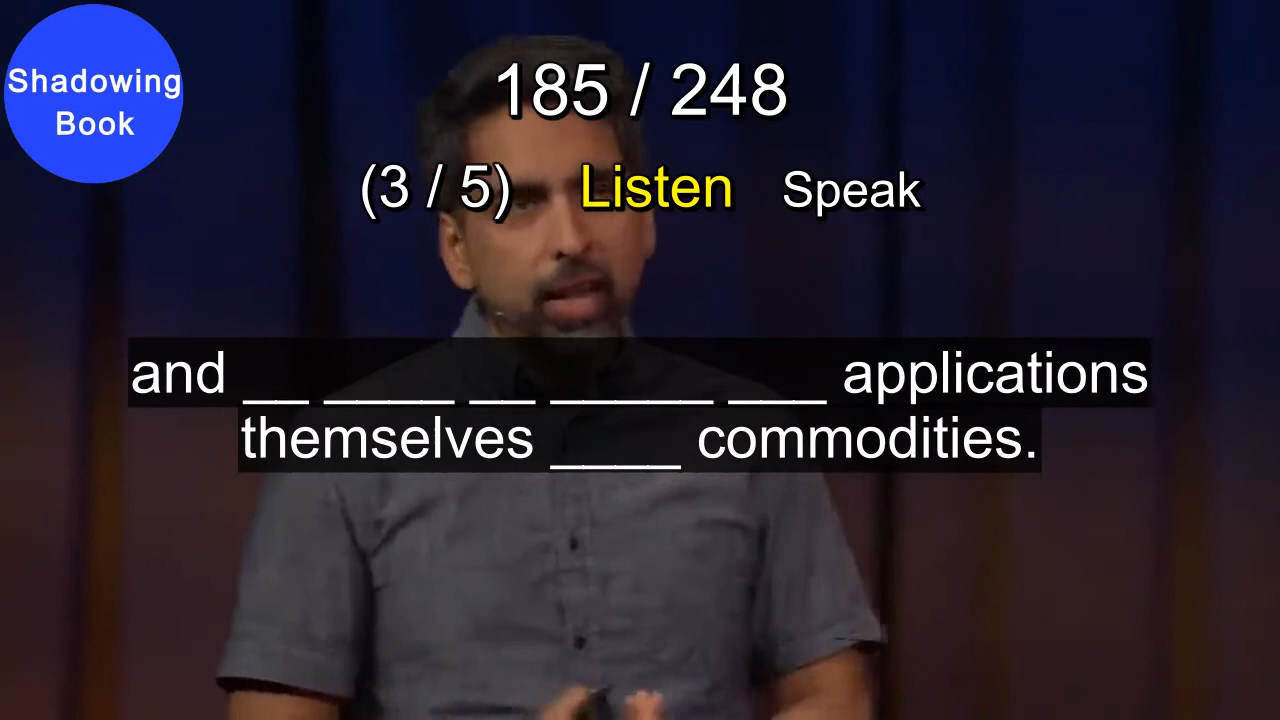 Shadowing
Book
185 / 248
(3 / 5) Listen Speak
and __ ____ __ _____ ___ applications
themselves ____ commodities.